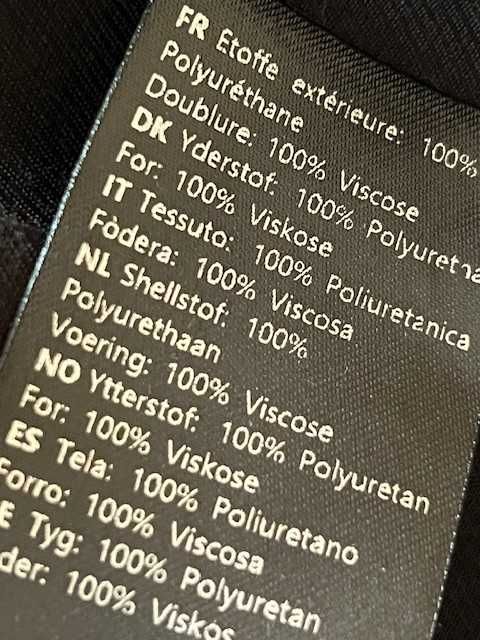 FR Etoffe extérieure: 100%
Polyuréthane
Doublure: 100% Viscose
DK Yderstof: 100%
For: 100% Viskose
IT Tessuto: 100% Poliuretanica
Fòdera: 100% Viscosa
NL Shellstof: 100%
Polyurethaan
Voering: 100% Viscose
NO Ytterstof: 100% Polyuretan
For: 100% Viskose
ES Tela: 100% Poliuretano
Forro: 100% Viscosa
E Tyg: 100% Polyuretan
der: 100% Viskos